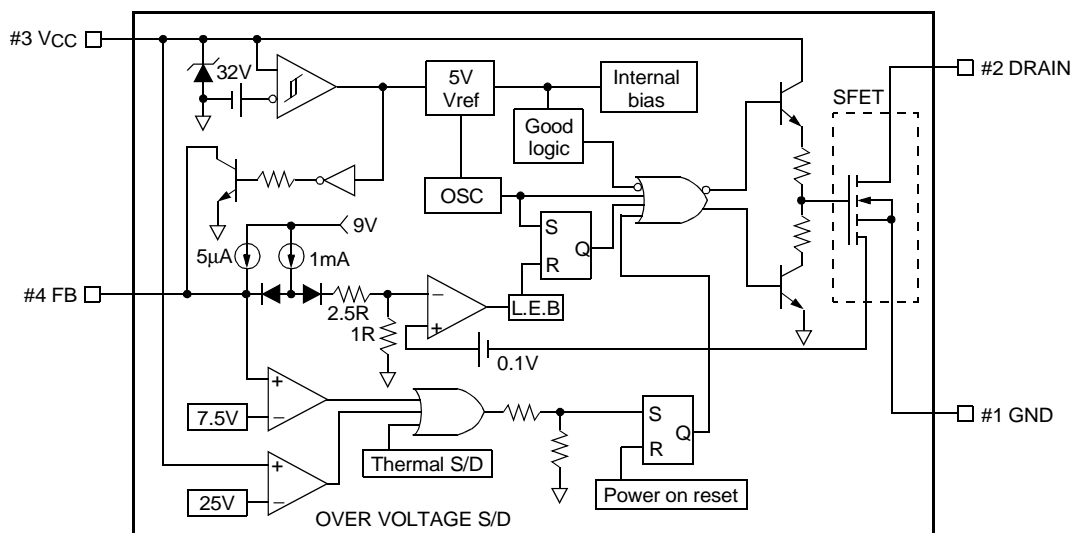 #3 VCC
32V
5V
Vref
Internal
bias
#2 DRAIN
SFET
Good
logic
OSC
9V
5μA
1mA
S
Q
R
#4 FB
2.5R
1R
−
+
L.E.B
0.1V
+
7.5V
−
Thermal S/D
S
Q
R
#1 GND
+
25V
−
Power on reset
OVER VOLTAGE S/D